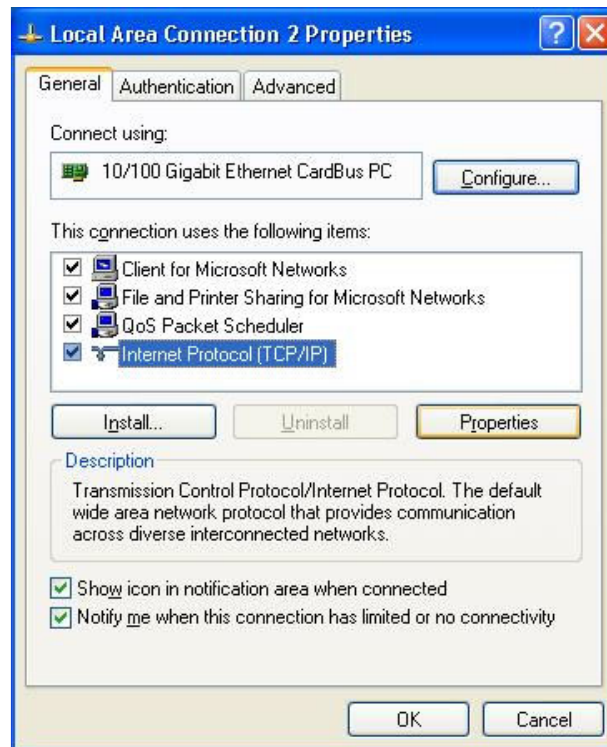 Local Area Connection 2 Properties
General Authentication Advanced
Connect using:
10/100 Gigabit Ethernet CardBus PC
Configure...
This connection uses the following items:
Client for Microsoft Networks
File and Printer Sharing for Microsoft Networks
QoS Packet Scheduler
Internet Protocol (TCP/IP)
Install... Uninstall Properties
Description
Transmission Control Protocol/Internet Protocol. The default
wide area network protocol that provides communication
across diverse interconnected networks.
Show icon in notification area when connected
Notify me when this connection has limited or no connectivity
OK Cancel